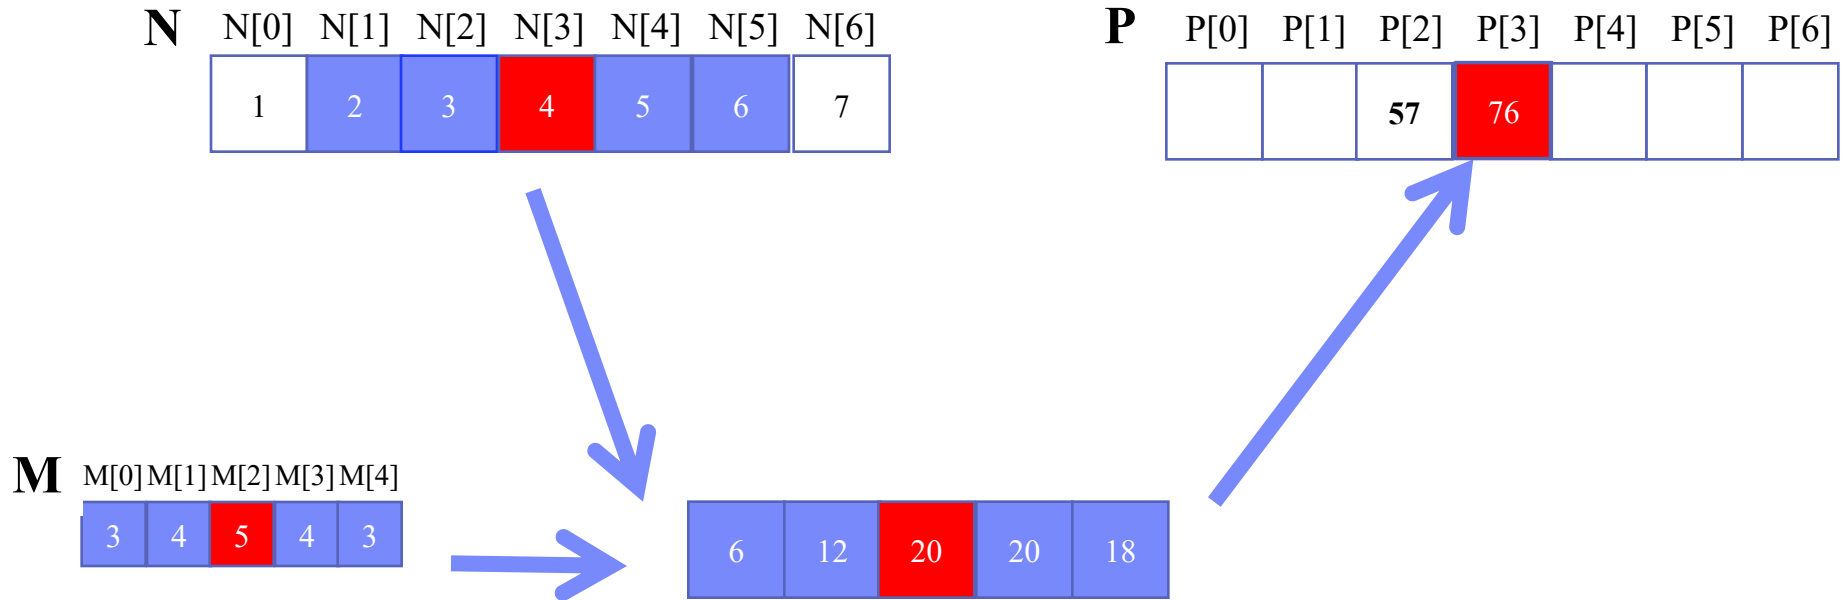 N N[0] N[1] N[2] N[3] N[4] N[5] N[6]
1 2 3 4 5 6 7
P P[0] P[1] P[2] P[3] P[4] P[5] P[6]
57 76
M M[0] M[1] M[2] M[3] M[4]
3 4 5 4 3
6 12 20 20 18